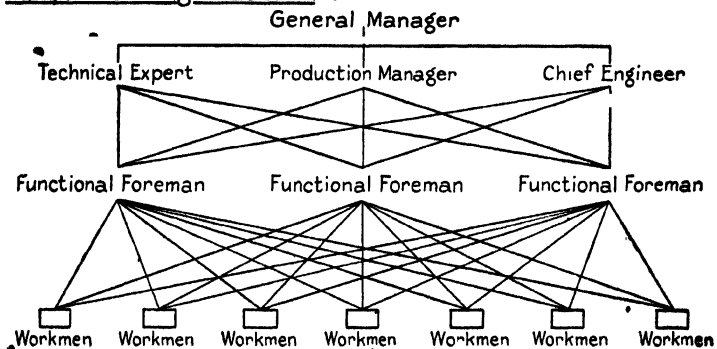 General Manager
Technical Expert Production Manager Chief Engineer
Functional Foreman Functional Foreman Functional Foreman
Workmen Workmen Workmen Workmen Workmen Workmen Workmen